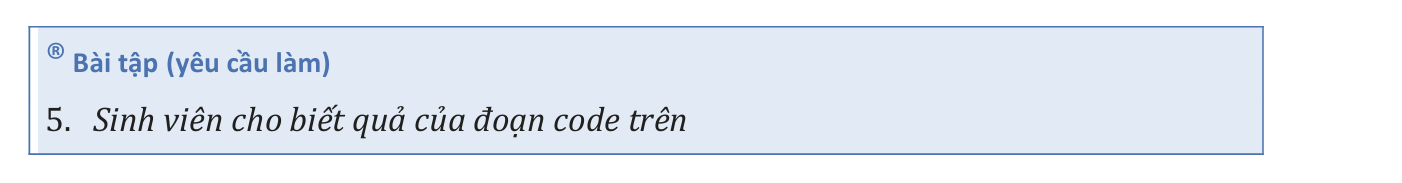 ® Bài tập (yêu cầu làm)
5. Sinh viên cho biết quả của đoạn code trên